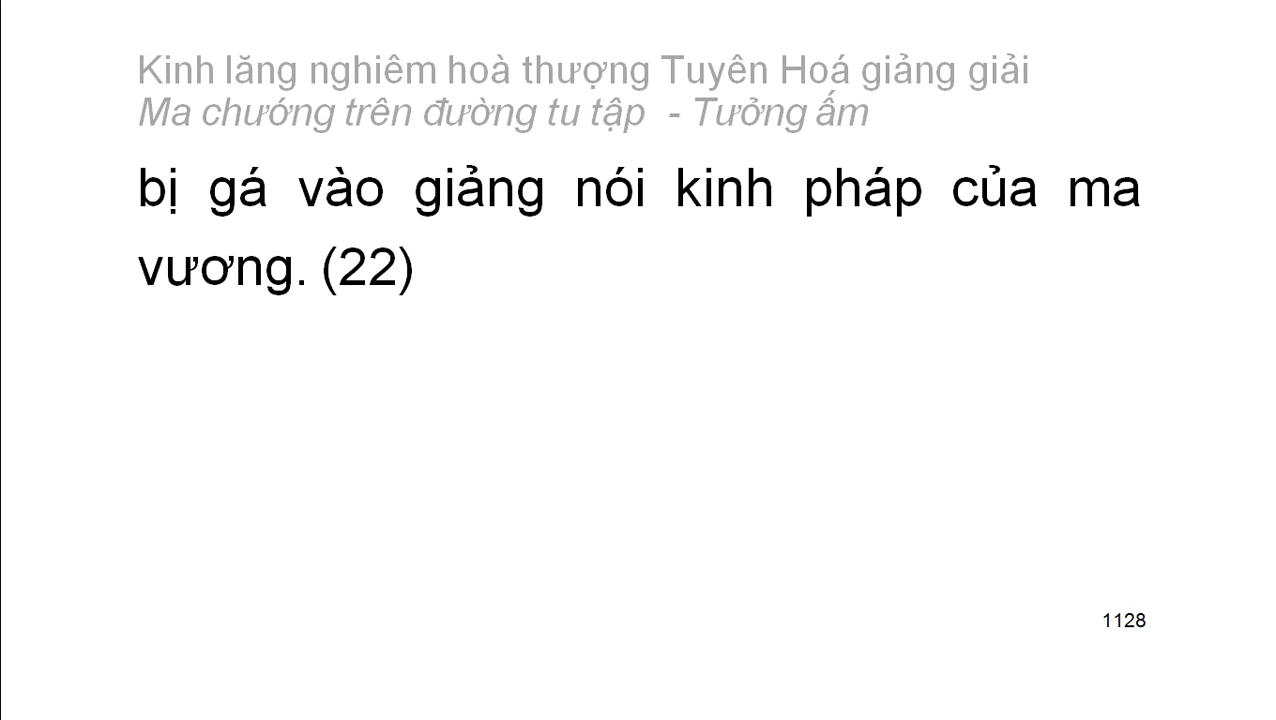 Kinh lăng nghiêm hoà thượng Tuyên Hoá giảng giải
Ma chướng trên đường tu tập - Tưởng ấm
bị gá vào giảng nói kinh pháp của ma
vương. (22)
1128